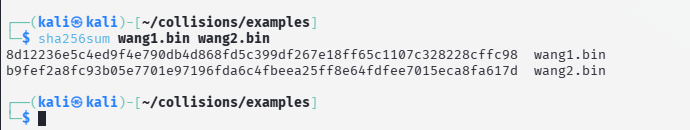 ┌──(kali㉿kali)-[~/collisions/examples]
└─$ sha256sum wang1.bin wang2.bin
8d12236e5c4ed9f4e790db4d868fd5c399df267e18ff65c1107c328228cffc98  wang1.bin
b9fef2a8fc93b05e7701e97196fda6c4fbeea25ff8e64fdfee7015eca8fa617d  wang2.bin
┌──(kali㉿kali)-[~/collisions/examples]
└─$